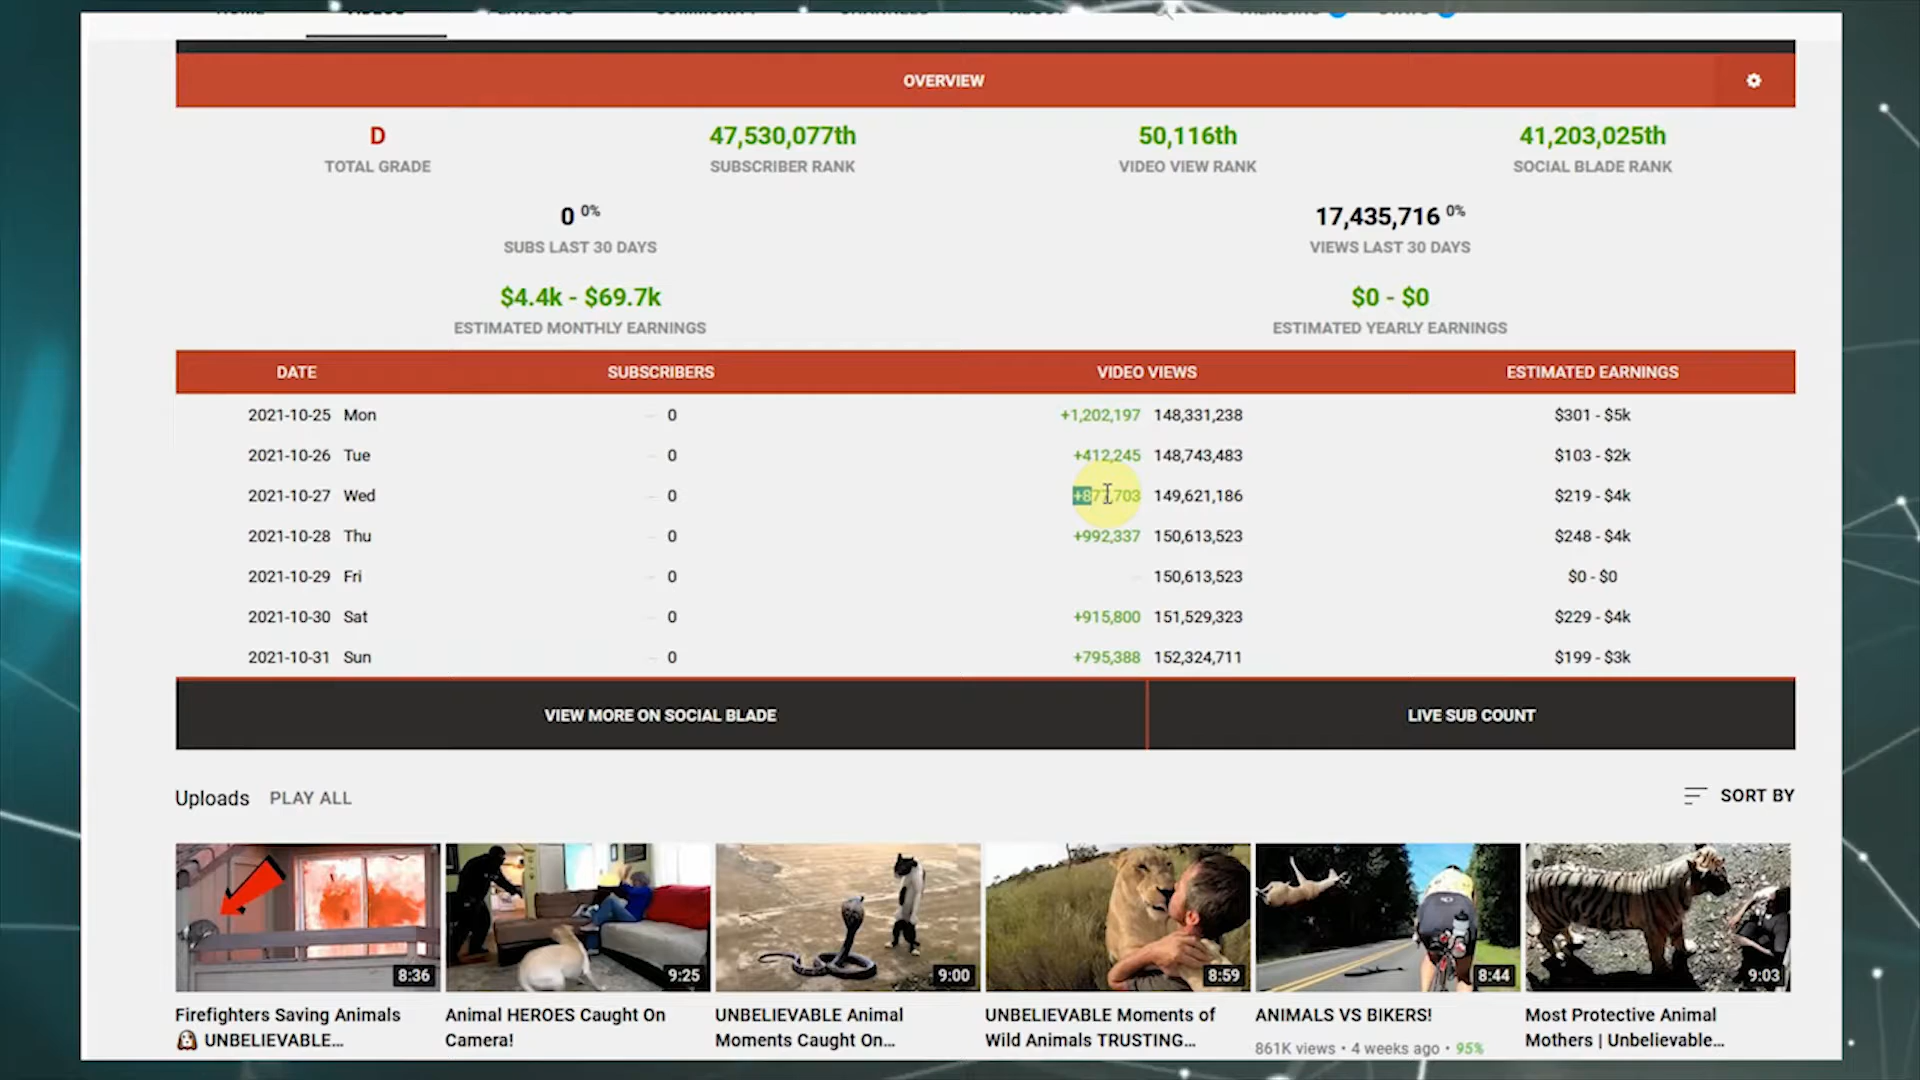 OVERVIEW
D
47,530,077th
50,116th
41,203,025th
TOTAL GRADE
SUBSCRIBER RANK
VIDEO VIEW RANK
SOCIAL BLADE RANK
0 0%
17,435,716 0%
SUBS LAST 30 DAYS
VIEWS LAST 30 DAYS
$4.4k - $69.7k
$0 - $0
ESTIMATED MONTHLY EARNINGS
ESTIMATED YEARLY EARNINGS
DATE SUBSCRIBERS VIDEO VIEWS ESTIMATED EARNINGS
2021-10-25 Mon -- 0 +1,202,197 148,331,238 $301 - $5k
2021-10-26 Tue -- 0 +412,245 148,743,483 $103 - $2k
2021-10-27 Wed -- 0 +877,703 149,621,186 $219 - $4k
2021-10-28 Thu -- 0 +992,337 150,613,523 $248 - $4k
2021-10-29 Fri -- 0 -- 150,613,523 $0 - $0
2021-10-30 Sat -- 0 +915,800 151,529,323 $229 - $4k
2021-10-31 Sun -- 0 +795,388 152,324,711 $199 - $3k
VIEW MORE ON SOCIAL BLADE
LIVE SUB COUNT
Uploads PLAY ALL
SORT BY
8:36
9:25
9:00
8:59
8:44
9:03
Firefighters Saving Animals
🐶 UNBELIEVABLE...
Animal HEROES Caught On
Camera!
UNBELIEVABLE Animal
Moments Caught On...
UNBELIEVABLE Moments of
Wild Animals TRUSTING...
ANIMALS VS BIKERS!
861K views • 4 weeks ago • 95%
Most Protective Animal
Mothers | Unbelievable...